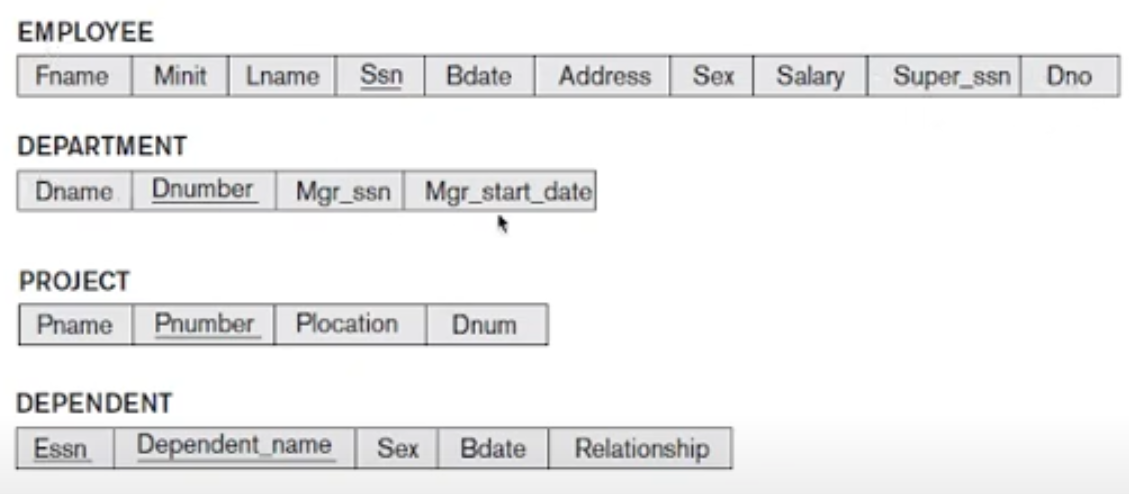 EMPLOYEE
Fname Minit Lname Ssn Bdate Address Sex Salary Super_ssn Dno
DEPARTMENT
Dname Dnumber Mgr_ssn Mgr_start_date
PROJECT
Pname Pnumber Plocation Dnum
DEPENDENT
Essn Dependent_name Sex Bdate Relationship